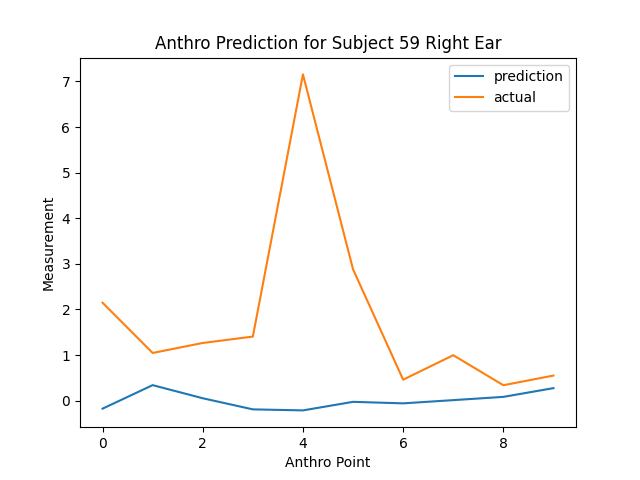 Anthro Prediction for Subject 59 Right Ear
prediction
actual
7
6
5
4
3
2
1
0
Measurement
0 2 4 6 8
Anthro Point